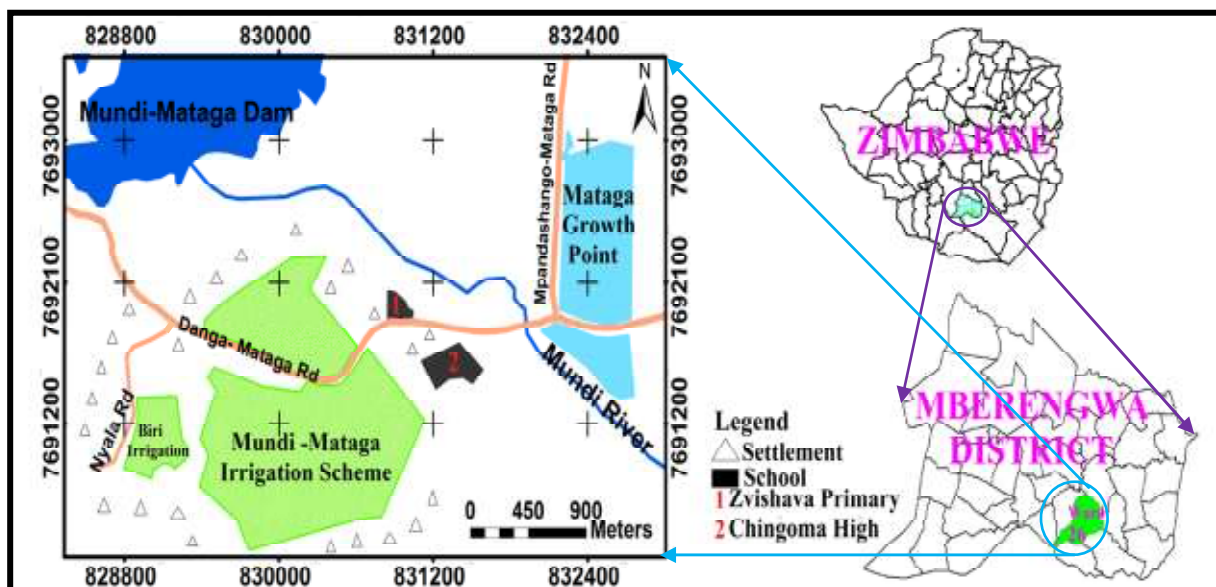 828800 830000 831200 832400
7693000
7692100
7691200
Mundi-Mataga Dam
Mpandashango-Mataga Rd
N
Mataga
Growth
Point
1
Danga- Mataga Rd
2
Mundi River
Nyala Rd
Biri
Irrigation
Mundi -Mataga
Irrigation Scheme
0 450 900
Meters
7693000
7692100
7691200
828800 830000 831200 832400
Legend
Settlement
School
1 Zvishava Primary
2 Chingoma High
ZIMBABWE
MBERENGWA
DISTRICT
Ward
26